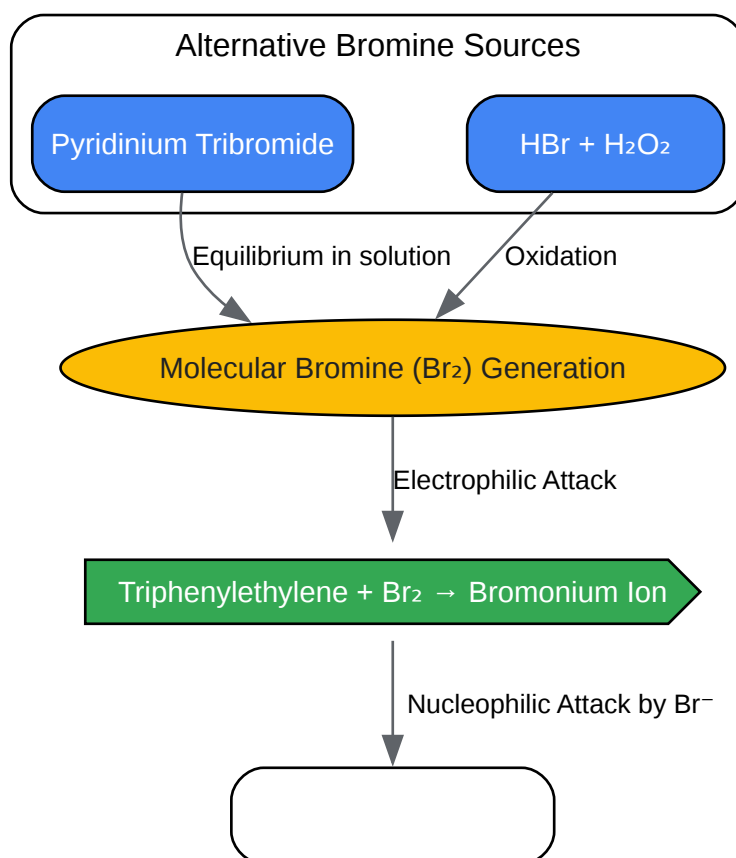 Alternative Bromine Sources
Pyridinium Tribromide
HBr + H₂O₂
Equilibrium in solution
Oxidation
Molecular Bromine (Br₂) Generation
Electrophilic Attack
Triphenylethylene + Br₂ → Bromonium Ion
Nucleophilic Attack by Br⁻